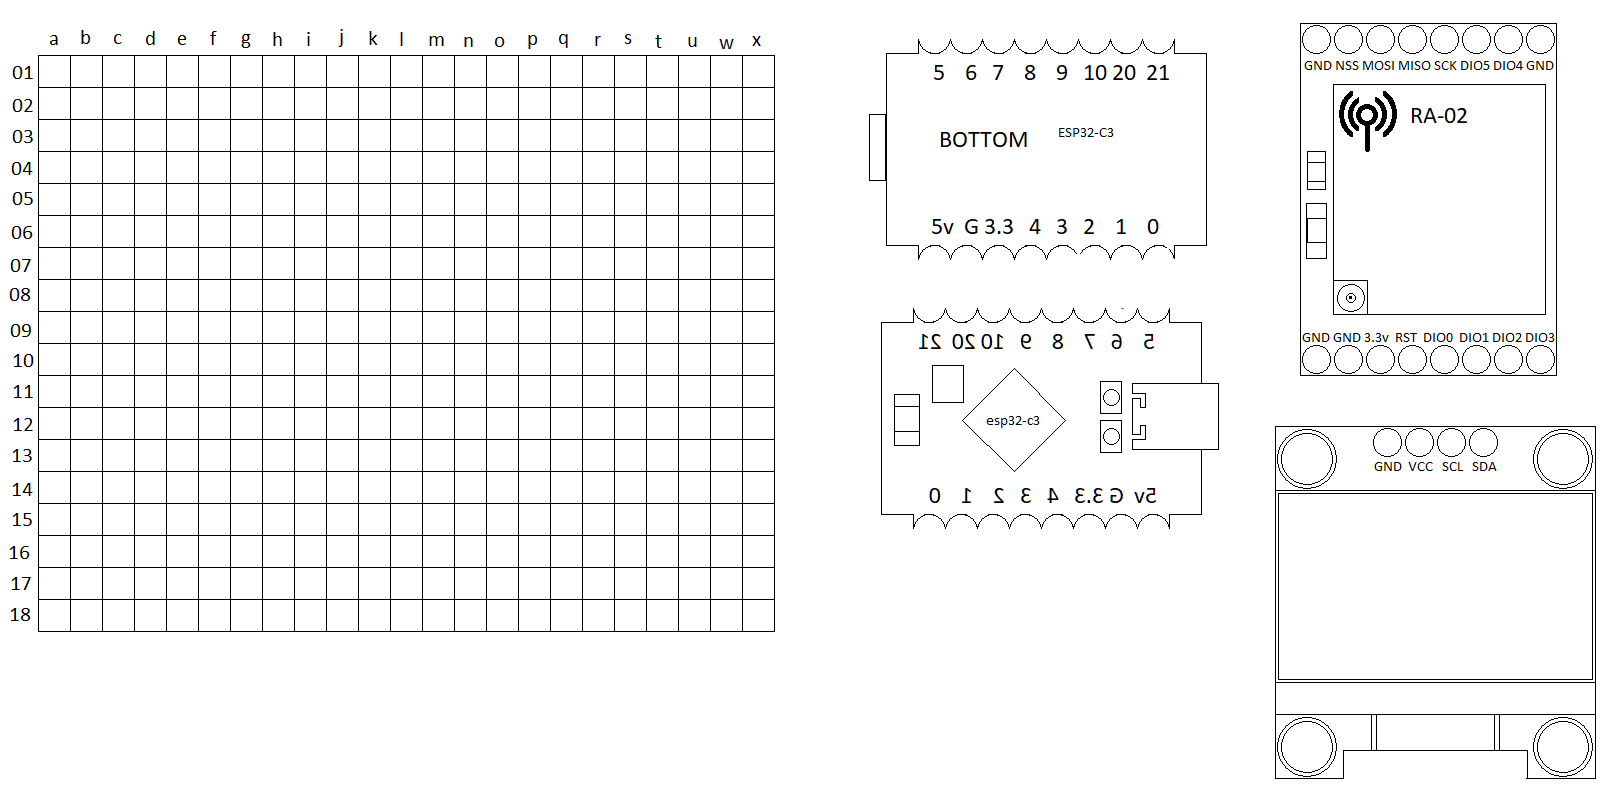 a b c d e f g h i j k l m n o p q r s t u w x
01
02
03
04
05
06
07
08
09
10
11
12
13
14
15
16
17
18
5 6 7 8 9 10 20 21
BOTTOM ESP32-C3
5v G 3.3 4 3 2 1 0
21 20 10 9 8 7 6 5
esp32-c3
0 1 2 3 4 3.3 G 5v
GND NSS MOSI MISO SCK DIO5 DIO4 GND
RA-02
GND GND 3.3v RST DIO0 DIO1 DIO2 DIO3
GND VCC SCL SDA